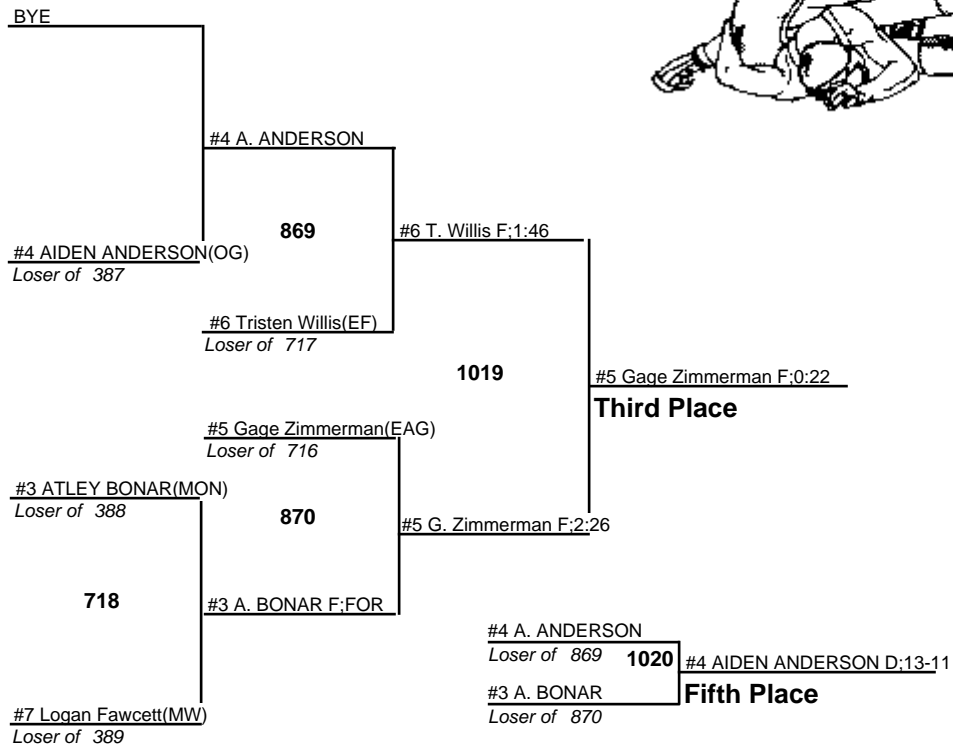 BYE
#4 A. ANDERSON
869
#6 T. Willis F;1:46
#4 AIDEN ANDERSON(OG)
Loser of 387
#6 Tristen Willis(EF)
Loser of 717
1019
#5 Gage Zimmerman F;0:22
Third Place
#5 Gage Zimmerman(EAG)
Loser of 716
#3 ATLEY BONAR(MON)
Loser of 388
870
#5 G. Zimmerman F;2:26
718
#3 A. BONAR F;FOR
#4 A. ANDERSON
Loser of 869
1020
#4 AIDEN ANDERSON D;13-11
Fifth Place
#3 A. BONAR
Loser of 870
#7 Logan Fawcett(MW)
Loser of 389